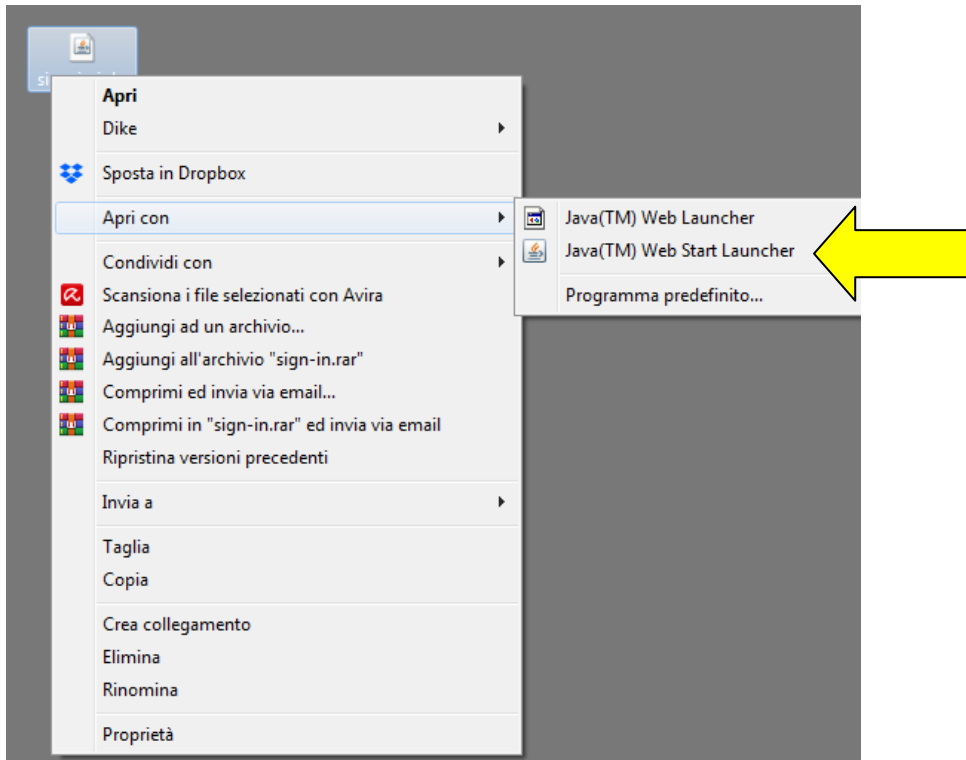 Apri
Dike
Sposta in Dropbox
Apri con
Java(TM) Web Launcher
Java(TM) Web Start Launcher
Programma predefinito...
Condividi con
Scansiona i file selezionati con Avira
Aggiungi ad un archivio...
Aggiungi all'archivio "sign-in.rar"
Comprimi ed invia via email...
Comprimi in "sign-in.rar" ed invia via email
Ripristina versioni precedenti
Invia a
Taglia
Copia
Crea collegamento
Elimina
Rinomina
Proprietà